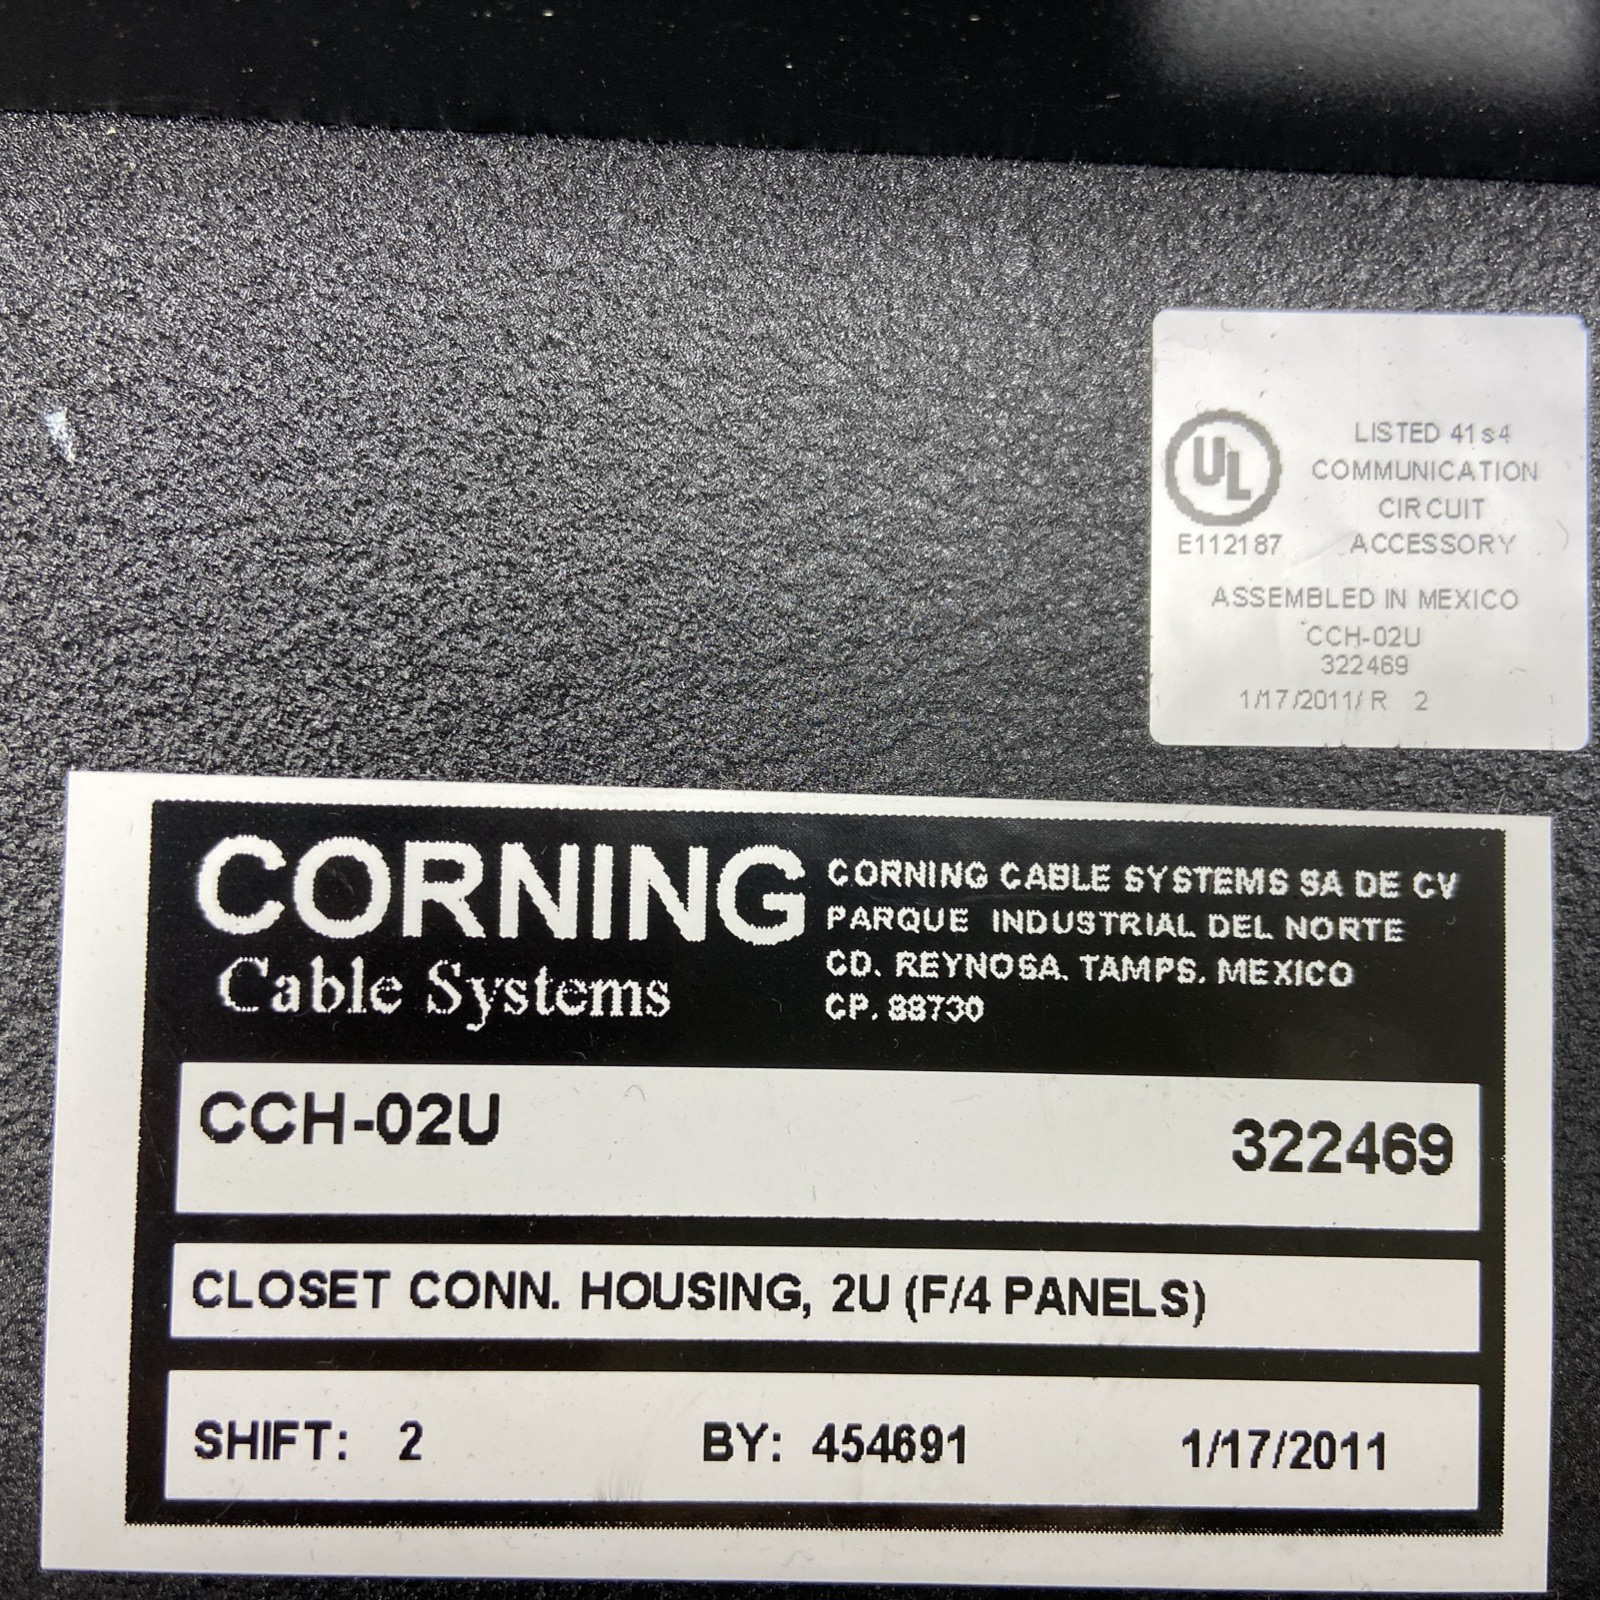 UL
LISTED 41s4
COMMUNICATION
CIRCUIT
E112187 ACCESSORY
ASSEMBLED IN MEXICO
CCH-02U
322469
1/17/2011/ R 2
CORNING
Cable Systems
CORNING CABLE SYSTEMS SA DE CV
PARQUE INDUSTRIAL DEL NORTE
CD. REYNOSA. TAMPS. MEXICO
CP. 88730
CCH-02U 322469
CLOSET CONN. HOUSING, 2U (F/4 PANELS)
SHIFT: 2 BY: 454691 1/17/2011